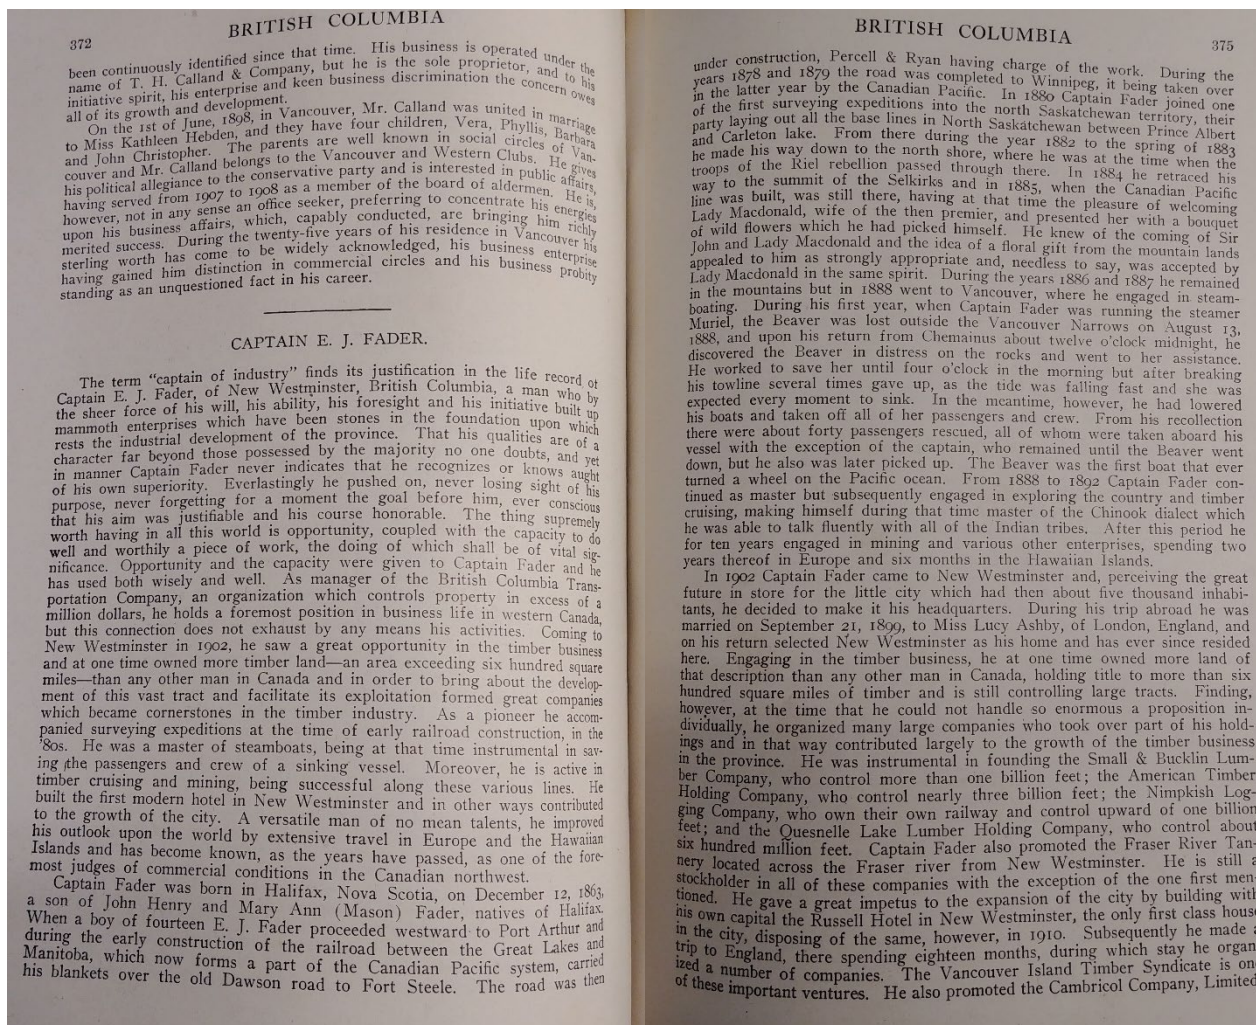 372
BRITISH COLUMBIA
been continuously identified since that time. His business is operated under the
name of T. H. Calland & Company, but he is the sole proprietor, and to his
initiative spirit, his enterprise and keen business discrimination the concern owes
all of its growth and development.
On the 1st of June, 1898, in Vancouver, Mr. Calland was united in marriage
to Miss Kathleen Hebden, and they have four children, Vera, Phyllis, Barbara
and John Christopher. The parents are well known in social circles of Van-
couver and Mr. Calland belongs to the Vancouver and Western Clubs. He gives
his political allegiance to the conservative party and is interested in public affairs,
having served from 1907 to 1908 as a member of the board of aldermen. He is,
however, not in any sense an office seeker, preferring to concentrate his energies
upon his business affairs, which, capably conducted, are bringing him richly
merited success. During the twenty-five years of his residence in Vancouver his
sterling worth has come to be widely acknowledged, his business enterprise
having gained him distinction in commercial circles and his business probity
standing as an unquestioned fact in his career.
CAPTAIN E. J. FADER.
The term "captain of industry" finds its justification in the life record of
Captain E. J. Fader, of New Westminster, British Columbia, a man who by
the sheer force of his will, his ability, his foresight and his initiative built up
mammoth enterprises which have been stones in the foundation upon which
rests the industrial development of the province. That his qualities are of a
character far beyond those possessed by the majority no one doubts, and yet
in manner Captain Fader never indicates that he recognizes or knows aught
of his own superiority. Everlastingly he pushed on, never losing sight of his
purpose, never forgetting for a moment the goal before him, ever conscious
that his aim was justifiable and his course honorable. The thing supremely
worth having in all this world is opportunity, coupled with the capacity to do
well and worthily a piece of work, the doing of which shall be of vital sig-
nificance. Opportunity and the capacity were given to Captain Fader and he
has used both wisely and well. As manager of the British Columbia Trans-
portation Company, an organization which controls property in excess of a
million dollars, he holds a foremost position in business life in western Canada,
but this connection does not exhaust by any means his activities. Coming to
New Westminster in 1902, he saw a great opportunity in the timber business
and at one time owned more timber land—an area exceeding six hundred square
miles—than any other man in Canada and in order to bring about the develop-
ment of this vast tract and facilitate its exploitation formed great companies
which became cornerstones in the timber industry. As a pioneer he accom-
panied surveying expeditions at the time of early railroad construction, in the
'80s. He was a master of steamboats, being at that time instrumental in sav-
ing the passengers and crew of a sinking vessel. Moreover, he is active in
timber cruising and mining, being successful along these various lines. He
built the first modern hotel in New Westminster and in other ways contributed
to the growth of the city. A versatile man of no mean talents, he improved
his outlook upon the world by extensive travel in Europe and the Hawaiian
Islands and has become known, as the years have passed, as one of the fore-
most judges of commercial conditions in the Canadian northwest.
Captain Fader was born in Halifax, Nova Scotia, on December 12, 1863,
a son of John Henry and Mary Ann (Mason) Fader, natives of Halifax.
When a boy of fourteen E. J. Fader proceeded westward to Port Arthur and
during the early construction of the railroad between the Great Lakes and
Manitoba, which now forms a part of the Canadian Pacific system, carried
his blankets over the old Dawson road to Fort Steele. The road was then
BRITISH COLUMBIA
375
under construction, Percell & Ryan having charge of the work. During the
years 1878 and 1879 the road was completed to Winnipeg, it being taken over
in the latter year by the Canadian Pacific. In 1880 Captain Fader joined one
of the first surveying expeditions into the north Saskatchewan territory, their
party laying out all the base lines in North Saskatchewan between Prince Albert
and Carleton lake. From there during the year 1882 to the spring of 1883
he made his way down to the north shore, where he was at the time when the
troops of the Riel rebellion passed through there. In 1884 he retraced his
way to the summit of the Selkirks and in 1885, when the Canadian Pacific
line was built, was still there, having at that time the pleasure of welcoming
Lady Macdonald, wife of the then premier, and presented her with a bouquet
of wild flowers which he had picked himself. He knew of the coming of Sir
John and Lady Macdonald and the idea of a floral gift from the mountain lands
appealed to him as strongly appropriate and, needless to say, was accepted by
Lady Macdonald in the same spirit. During the years 1886 and 1887 he remained
in the mountains but in 1888 went to Vancouver, where he engaged in steam-
boating. During his first year, when Captain Fader was running the steamer
Muriel, the Beaver was lost outside the Vancouver Narrows on August 13,
1888, and upon his return from Chemainus about twelve o'clock midnight, he
discovered the Beaver in distress on the rocks and went to her assistance.
He worked to save her until four o'clock in the morning but after breaking
his towline several times gave up, as the tide was falling fast and she was
expected every moment to sink. In the meantime, however, he had lowered
his boats and taken off all of her passengers and crew. From his recollection
there were about forty passengers rescued, all of whom were taken aboard his
vessel with the exception of the captain, who remained until the Beaver went
down, but he also was later picked up. The Beaver was the first boat that ever
turned a wheel on the Pacific ocean. From 1888 to 1892 Captain Fader con-
tinued as master but subsequently engaged in exploring the country and timber
cruising, making himself during that time master of the Chinook dialect which
he was able to talk fluently with all of the Indian tribes. After this period he
for ten years engaged in mining and various other enterprises, spending two
years thereof in Europe and six months in the Hawaiian Islands.
In 1902 Captain Fader came to New Westminster and, perceiving the great
future in store for the little city which had then about five thousand inhabi-
tants, he decided to make it his headquarters. During his trip abroad he was
married on September 21, 1899, to Miss Lucy Ashby, of London, England, and
on his return selected New Westminster as his home and has ever since resided
here. Engaging in the timber business, he at one time owned more land of
that description than any other man in Canada, holding title to more than six
hundred square miles of timber and is still controlling large tracts. Finding,
however, at the time that he could not handle so enormous a proposition in-
dividually, he organized many large companies who took over part of his hold-
ings and in that way contributed largely to the growth of the timber business
in the province. He was instrumental in founding the Small & Bucklin Lum-
ber Company, who control more than one billion feet; the American Timber
Holding Company, who control nearly three billion feet; the Nimpkish Log-
ging Company, who own their own railway and control upward of one billion
feet; and the Quesnelle Lake Lumber Holding Company, who control about
six hundred million feet. Captain Fader also promoted the Fraser River Tan-
nery located across the Fraser river from New Westminster. He is still a
stockholder in all of these companies with the exception of the one first men-
tioned. He gave a great impetus to the expansion of the city by building with
his own capital the Russell Hotel in New Westminster, the only first class house
in the city, disposing of the same, however, in 1910. Subsequently he made a
trip to England, there spending eighteen months, during which stay he organ-
ized a number of companies. The Vancouver Island Timber Syndicate is one
of these important ventures. He also promoted the Cambricol Company, Limited